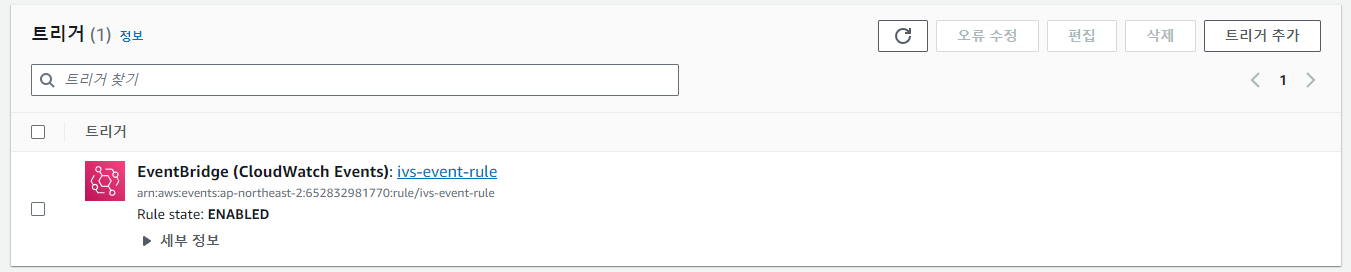 트리거 (1) 정보
오류 수정 편집 삭제 트리거 추가
트리거 찾기
1
트리거
EventBridge (CloudWatch Events): ivs-event-rule
arn:aws:events:ap-northeast-2:652832981770:rule/ivs-event-rule
Rule state: ENABLED
세부 정보